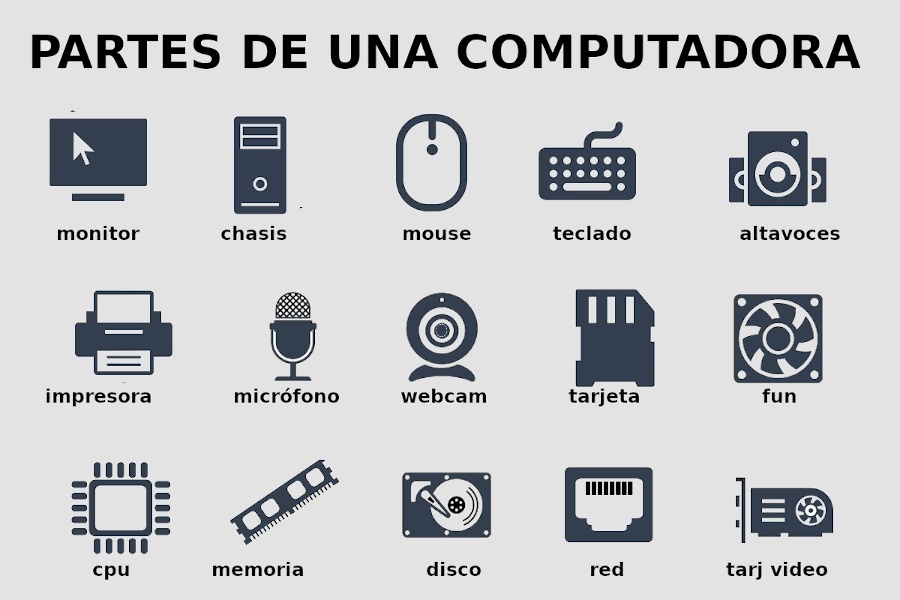 PARTES DE UNA COMPUTADORA
monitor chasis mouse teclado altavoces
impresora micrófono webcam tarjeta fun
cpu memoria disco red tarj video